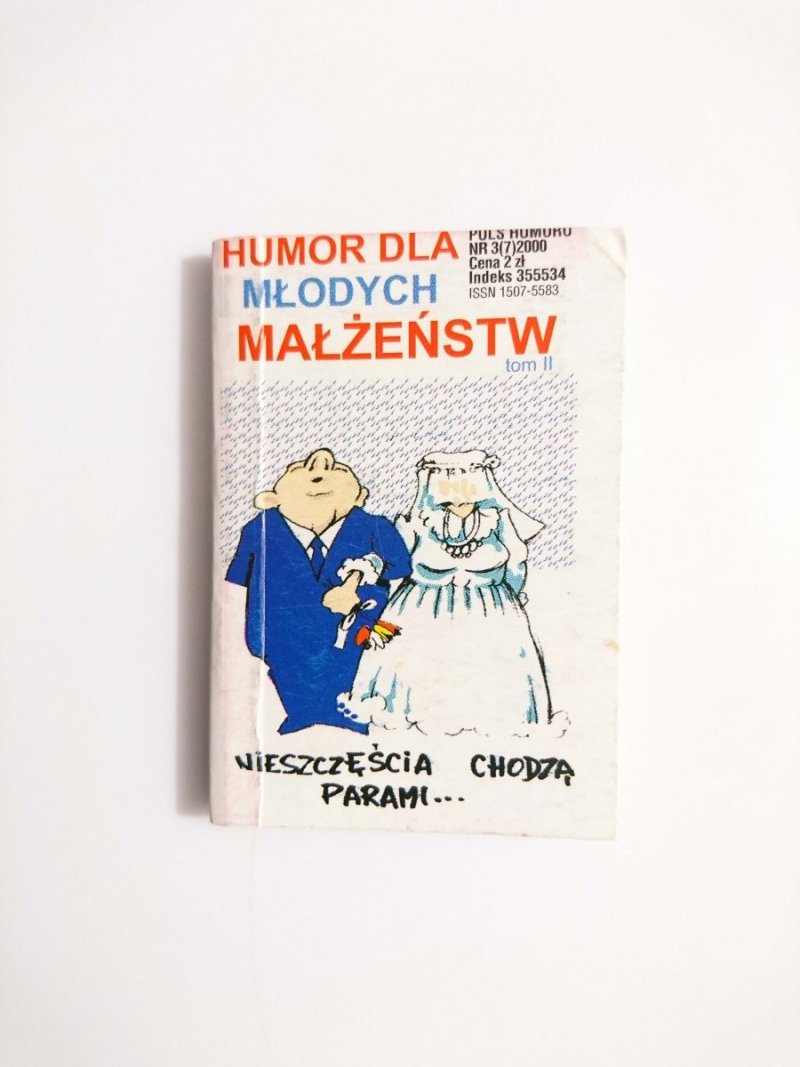 HUMOR DLA
MŁODYCH
MAŁŻEŃSTW
tom II
PULS HUMORU
NR 3(7)2000
Cena 2 zł
Indeks 355534
ISSN 1507-5583
NIESZCZĘŚCIA CHODZĄ
PARAMI...